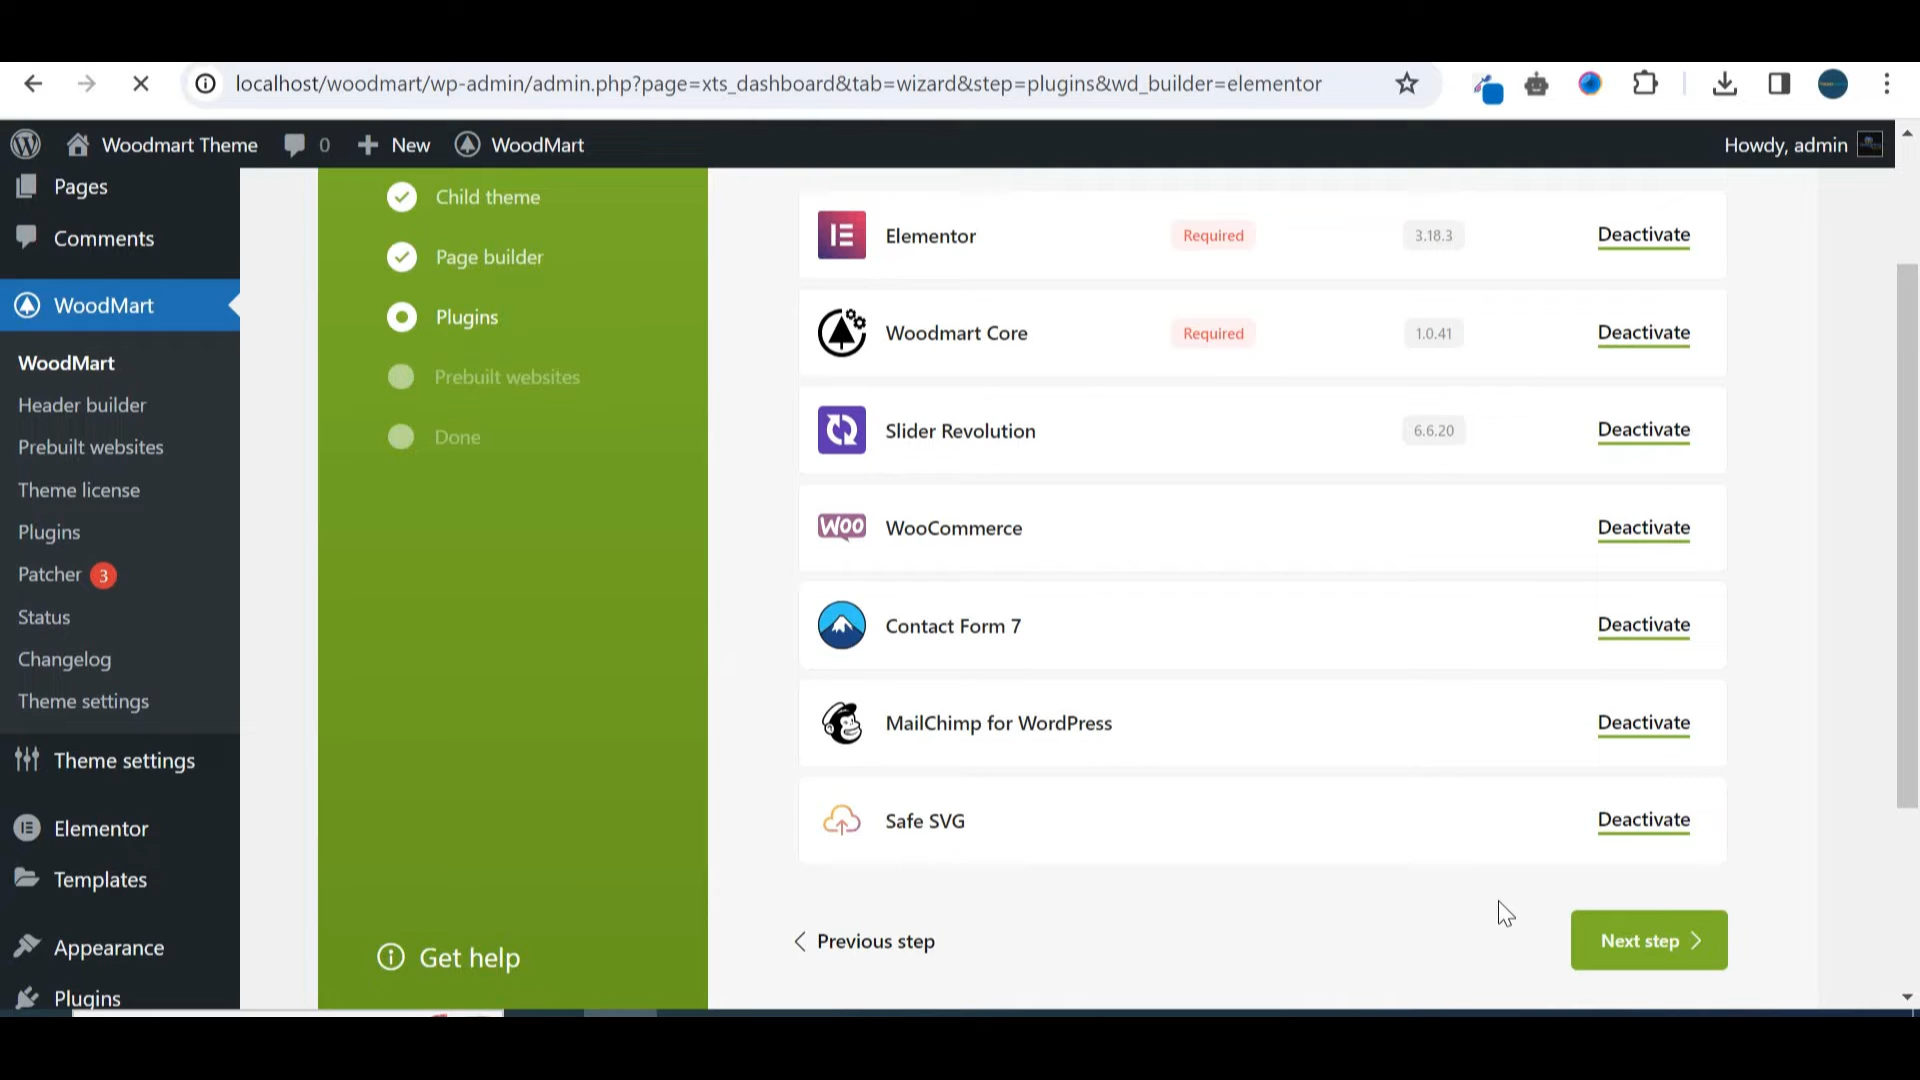 localhost/woodmart/wp-admin/admin.php?page=xts_dashboard&tab=wizard&step=plugins&wd_builder=elementor
Woodmart Theme
0
New
WoodMart
Howdy, admin
Pages
Comments
WoodMart
WoodMart
Header builder
Prebuilt websites
Theme license
Plugins
Patcher 3
Status
Changelog
Theme settings
Theme settings
Elementor
Templates
Appearance
Plugins
Child theme
Page builder
Plugins
Prebuilt websites
Done
Get help
Elementor Required 3.18.3 Deactivate
Woodmart Core Required 1.0.41 Deactivate
Slider Revolution 6.6.20 Deactivate
WOO WooCommerce Deactivate
Contact Form 7 Deactivate
MailChimp for WordPress Deactivate
Safe SVG Deactivate
Previous step
Next step